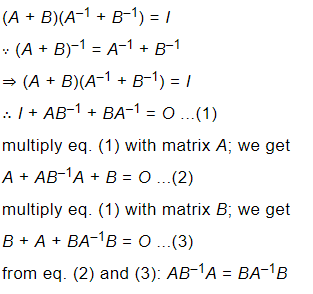 (A + B)(A⁻¹ + B⁻¹) = I
∵ (A + B)⁻¹ = A⁻¹ + B⁻¹
⇒ (A + B)(A⁻¹ + B⁻¹) = I
∴ I + AB⁻¹ + BA⁻¹ = O ...(1)
multiply eq. (1) with matrix A; we get
A + AB⁻¹A + B = O ...(2)
multiply eq. (1) with matrix B; we get
B + A + BA⁻¹B = O ...(3)
from eq. (2) and (3): AB⁻¹A = BA⁻¹B